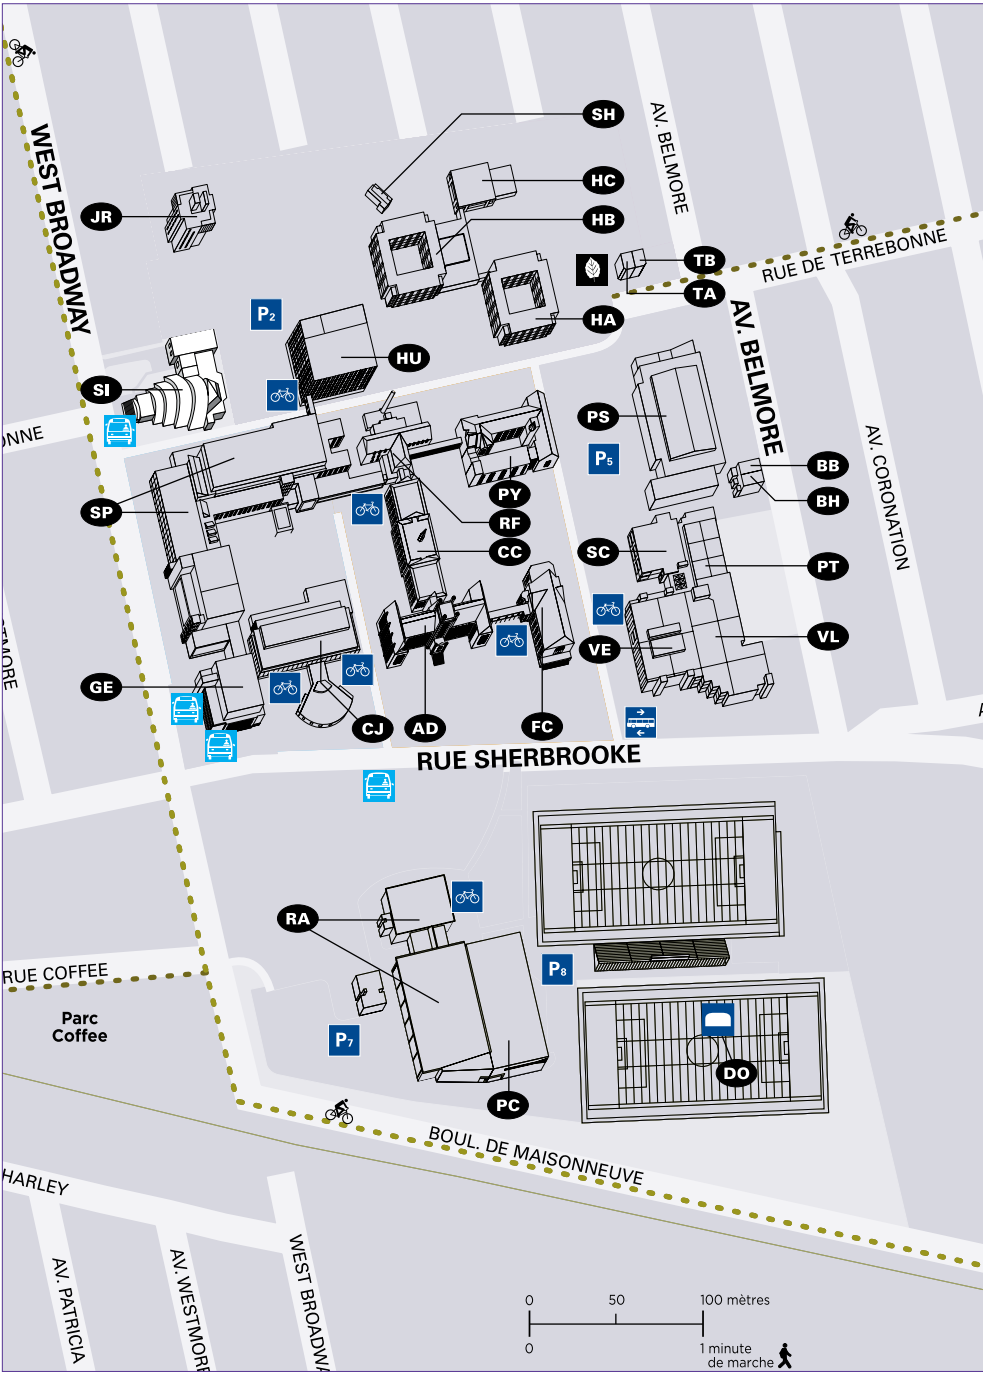 SH
AV. BELMORE
HC
WEST BROADWAY
JR
HB
RUE DE TERREBONNE
TB
TA
P2
HA
AV. BELMORE
HU
SI
PS
ONNE
AV. CORONATION
P5
BB
PY
BH
SP
RF
CC
SC
PT
VE
VL
TMORE
GE
CJ
AD
FC
RUE SHERBROOKE
RA
RUE COFFEE
P8
Parc
Coffee
P7
DO
PC
BOUL. DE MAISONNEUVE
HARLEY
AV. PATRICIA
AV. WESTMOR
WEST BROADWA
0 50 100 mètres
0 1 minute
de marche